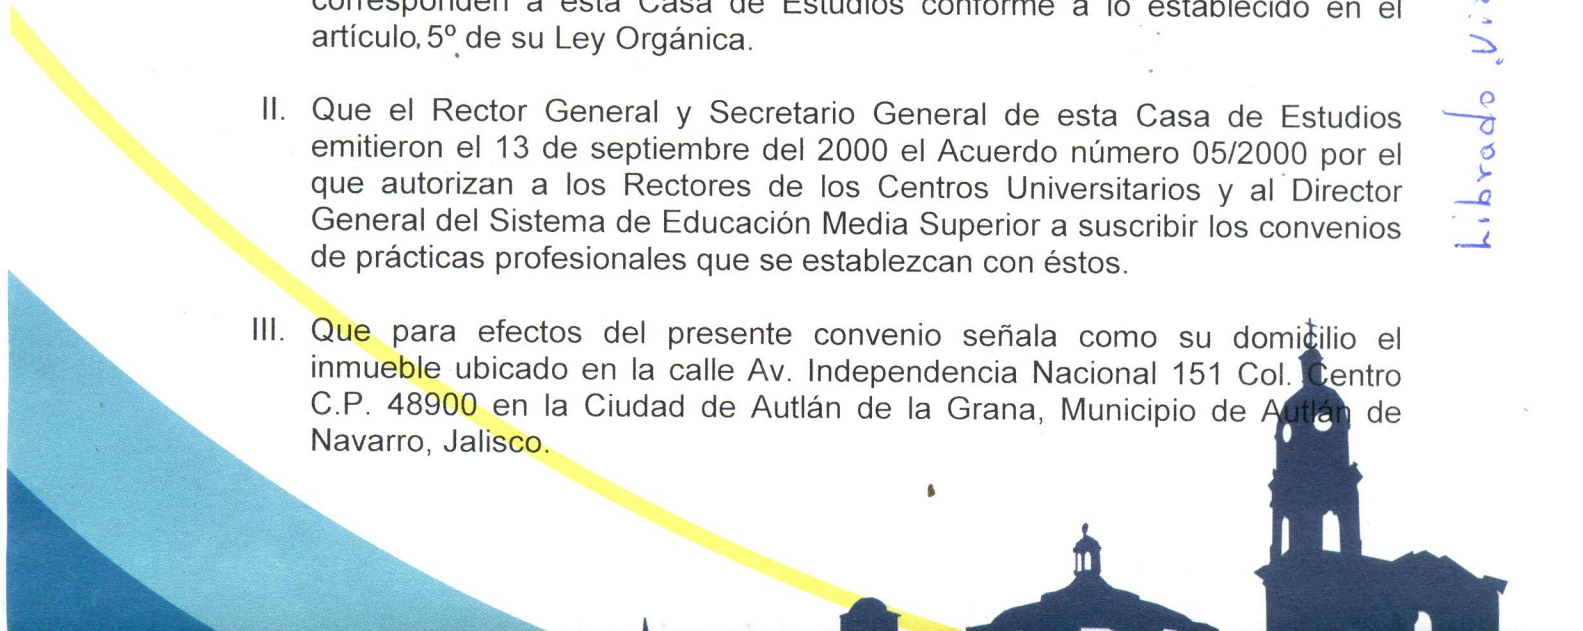 corresponden a esta Casa de Estudios conforme a lo establecido en el
artículo 5º de su Ley Orgánica.
II. Que el Rector General y Secretario General de esta Casa de Estudios
emitieron el 13 de septiembre del 2000 el Acuerdo número 05/2000 por el
que autorizan a los Rectores de los Centros Universitarios y al Director
General del Sistema de Educación Media Superior a suscribir los convenios
de prácticas profesionales que se establezcan con éstos.
III. Que para efectos del presente convenio señala como su domicilio el
inmueble ubicado en la calle Av. Independencia Nacional 151 Col. Centro
C.P. 48900 en la Ciudad de Autlán de la Grana, Municipio de Autlán de
Navarro, Jalisco.
Librado